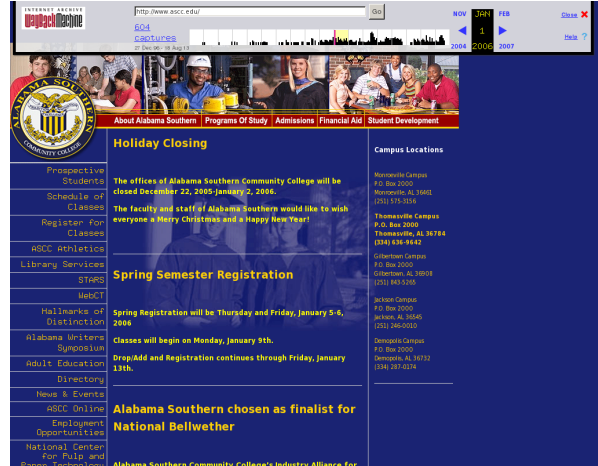 INTERNET ARCHIVE
WayBackMachine
http://www.ascc.edu/
Go
604 captures
27 Dec 96 - 18 Aug 13
NOV
JAN
FEB
1
2004
2006
2007
Close
Help
ALABAMA SOUTHERN
COMMUNITY COLLEGE
About Alabama Southern
Programs Of Study
Admissions
Financial Aid
Student Development
Prospective
Students
Schedule of
Classes
Register for
Classes
ASCC Athletics
Library Services
STARS
WebCT
Hallmarks of
Distinction
Alabama Writers
Symposium
Adult Education
Directory
News & Events
ASCC Online
Employment
Opportunities
National Center
for Pulp and
Paper Technology
Holiday Closing
The offices of Alabama Southern Community College will be
closed December 22, 2005-January 2, 2006.
The faculty and staff of Alabama Southern would like to wish
everyone a Merry Christmas and a Happy New Year!
Spring Semester Registration
Spring Registration will be Thursday and Friday, January 5-6,
2006
Classes will begin on Monday, January 9th.
Drop/Add and Registration continues through Friday, January
13th.
Alabama Southern chosen as finalist for
National Bellwether
Alabama Southern Community College's Industry Alliance for
Campus Locations
Monroeville Campus
P.O. Box 2000
Monroeville, AL 36461
(251) 575-3156
Thomasville Campus
P.O. Box 2000
Thomasville, AL 36784
(334) 636-9642
Gilbertown Campus
P.O. Box 2000
Gilbertown, AL 36908
(251) 843-5265
Jackson Campus
P.O. Box 2000
Jackson, AL 36545
(251) 246-0010
Demopolis Campus
P.O. Box 2000
Demopolis, AL 36732
(334) 287-0174